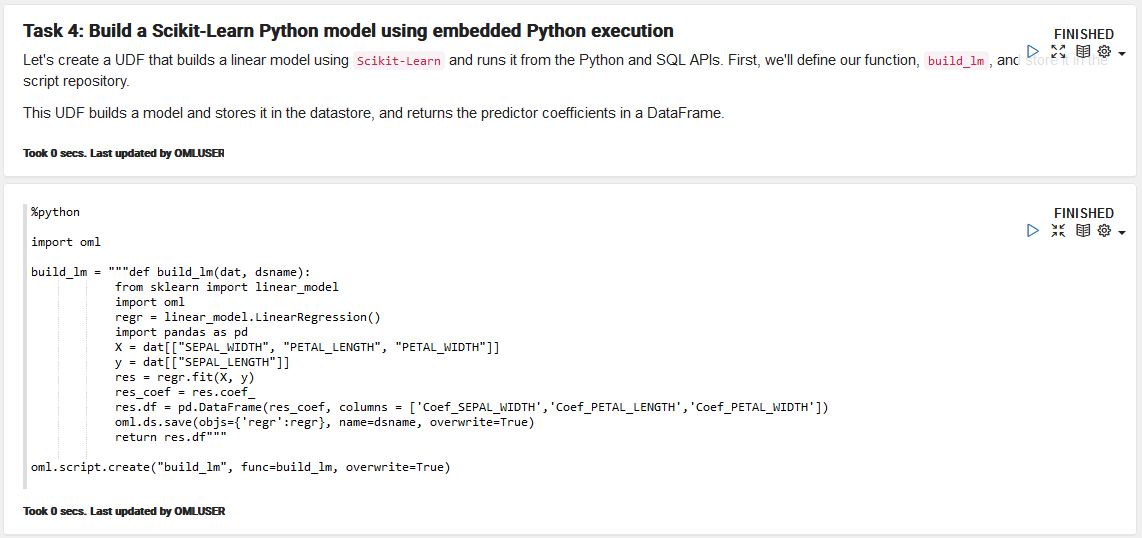 Task 4: Build a Scikit-Learn Python model using embedded Python execution
FINISHED
Let's create a UDF that builds a linear model using Scikit-Learn and runs it from the Python and SQL APIs. First, we'll define our function, build_lm , and store it in the
script repository.
This UDF builds a model and stores it in the datastore, and returns the predictor coefficients in a DataFrame.
Took 0 secs. Last updated by OMLUSER
FINISHED
%python
import oml
build_lm = """def build_lm(dat, dsname):
from sklearn import linear_model
import oml
regr = linear_model.LinearRegression()
import pandas as pd
X = dat[["SEPAL_WIDTH", "PETAL_LENGTH", "PETAL_WIDTH"]]
y = dat[["SEPAL_LENGTH"]]
res = regr.fit(X, y)
res_coef = res.coef_
res.df = pd.DataFrame(res_coef, columns = ['Coef_SEPAL_WIDTH','Coef_PETAL_LENGTH','Coef_PETAL_WIDTH'])
oml.ds.save(objs={'regr':regr}, name=dsname, overwrite=True)
return res.df"""
oml.script.create("build_lm", func=build_lm, overwrite=True)
Took 0 secs. Last updated by OMLUSER